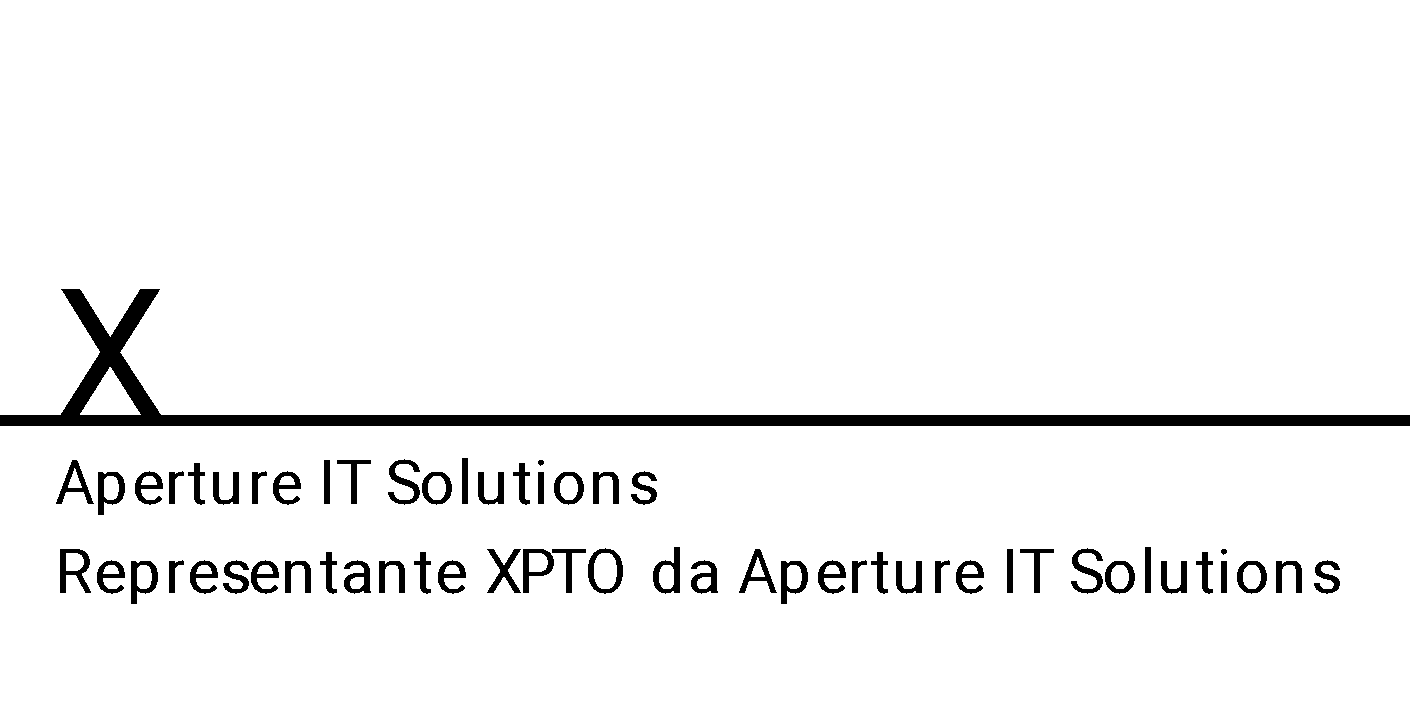 X
Aperture IT Solutions
Representante XPTO da Aperture IT Solutions